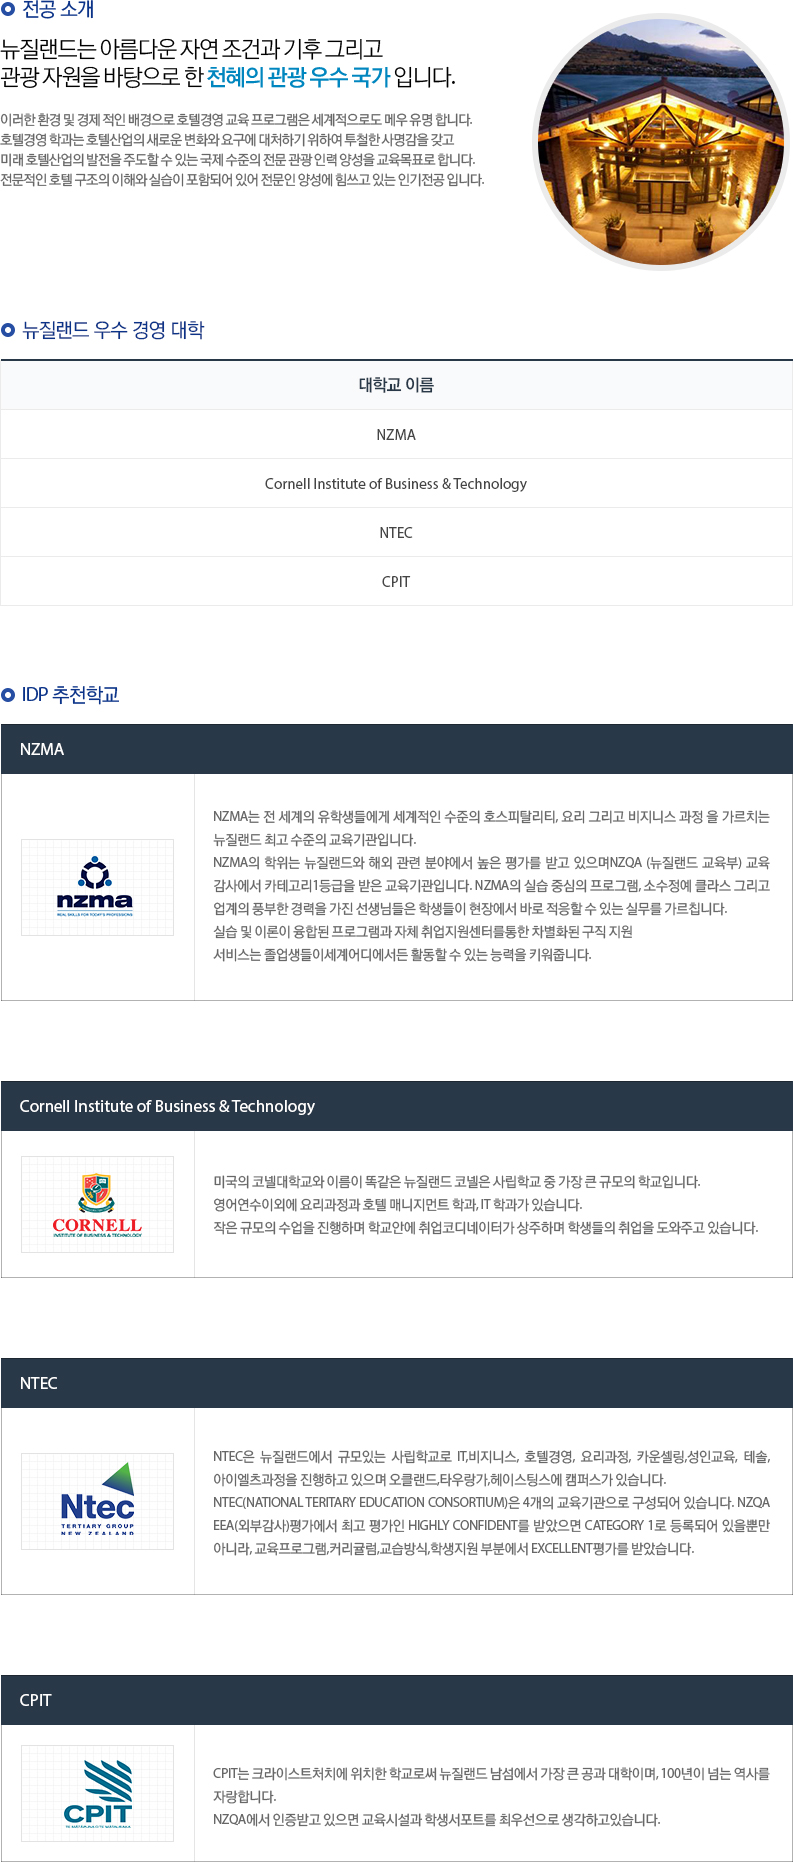 전공 소개
뉴질랜드는 아름다운 자연 조건과 기후 그리고
관광 자원을 바탕으로 한 천혜의 관광 우수 국가 입니다.
이러한 환경 및 경제 적인 배경으로 호텔경영 교육 프로그램은 세계적으로도 메우 유명 합니다.
호텔경영 학과는 호텔산업의 새로운 변화와 요구에 대처하기 위하여 투철한 사명감을 갖고
미래 호텔산업의 발전을 주도할 수 있는 국제 수준의 전문 관광 인력 양성을 교육목표로 합니다.
전문적인 호텔 구조의 이해와 실습이 포함되어 있어 전문인 양성에 힘쓰고 있는 인기전공 입니다.
뉴질랜드 우수 경영 대학
대학교 이름
NZMA
Cornell Institute of Business & Technology
NTEC
CPIT
IDP 추천학교
NZMA
NZMA는 전 세계의 유학생들에게 세계적인 수준의 호스피탈리티, 요리 그리고 비지니스 과정 을 가르치는
뉴질랜드 최고 수준의 교육기관입니다.
NZMA의 학위는 뉴질랜드와 해외 관련 분야에서 높은 평가를 받고 있으며NZQA (뉴질랜드 교육부) 교육
감사에서 카테고리1등급을 받은 교육기관입니다. NZMA의 실습 중심의 프로그램, 소수정예 클라스 그리고
업계의 풍부한 경력을 가진 선생님들은 학생들이 현장에서 바로 적응할 수 있는 실무를 가르칩니다.
실습 및 이론이 융합된 프로그램과 자체 취업지원센터를통한 차별화된 구직 지원
서비스는 졸업생들이세계어디에서든 활동할 수 있는 능력을 키워줍니다.
nzma
REAL SKILLS FOR TODAY'S PROFESSIONS
Cornell Institute of Business & Technology
미국의 코넬대학교와 이름이 똑같은 뉴질랜드 코넬은 사립학교 중 가장 큰 규모의 학교입니다.
영어연수이외에 요리과정과 호텔 매니지먼트 학과, IT 학과가 있습니다.
작은 규모의 수업을 진행하며 학교안에 취업코디네이터가 상주하며 학생들의 취업을 도와주고 있습니다.
CORNELL
INSTITUTE OF BUSINESS & TECHNOLOGY
NTEC
NTEC은 뉴질랜드에서 규모있는 사립학교로 IT,비지니스, 호텔경영, 요리과정, 카운셀링,성인교육, 테솔,
아이엘츠과정을 진행하고 있으며 오클랜드,타우랑가,헤이스팅스에 캠퍼스가 있습니다.
NTEC(NATIONAL TERITARY EDUCATION CONSORTIUM)은 4개의 교육기관으로 구성되어 있습니다. NZQA
EEA(외부감사)평가에서 최고 평가인 HIGHLY CONFIDENT를 받았으면 CATEGORY 1로 등록되어 있을뿐만
아니라, 교육프로그램,커리큘럼,교습방식,학생지원 부분에서 EXCELLENT평가를 받았습니다.
Ntec
TERTIARY GROUP
NEW ZEALAND
CPIT
CPIT는 크라이스트처치에 위치한 학교로써 뉴질랜드 남섬에서 가장 큰 공과 대학이며, 100년이 넘는 역사를
자랑합니다.
NZQA에서 인증받고 있으면 교육시설과 학생서포트를 최우선으로 생각하고있습니다.
CPIT